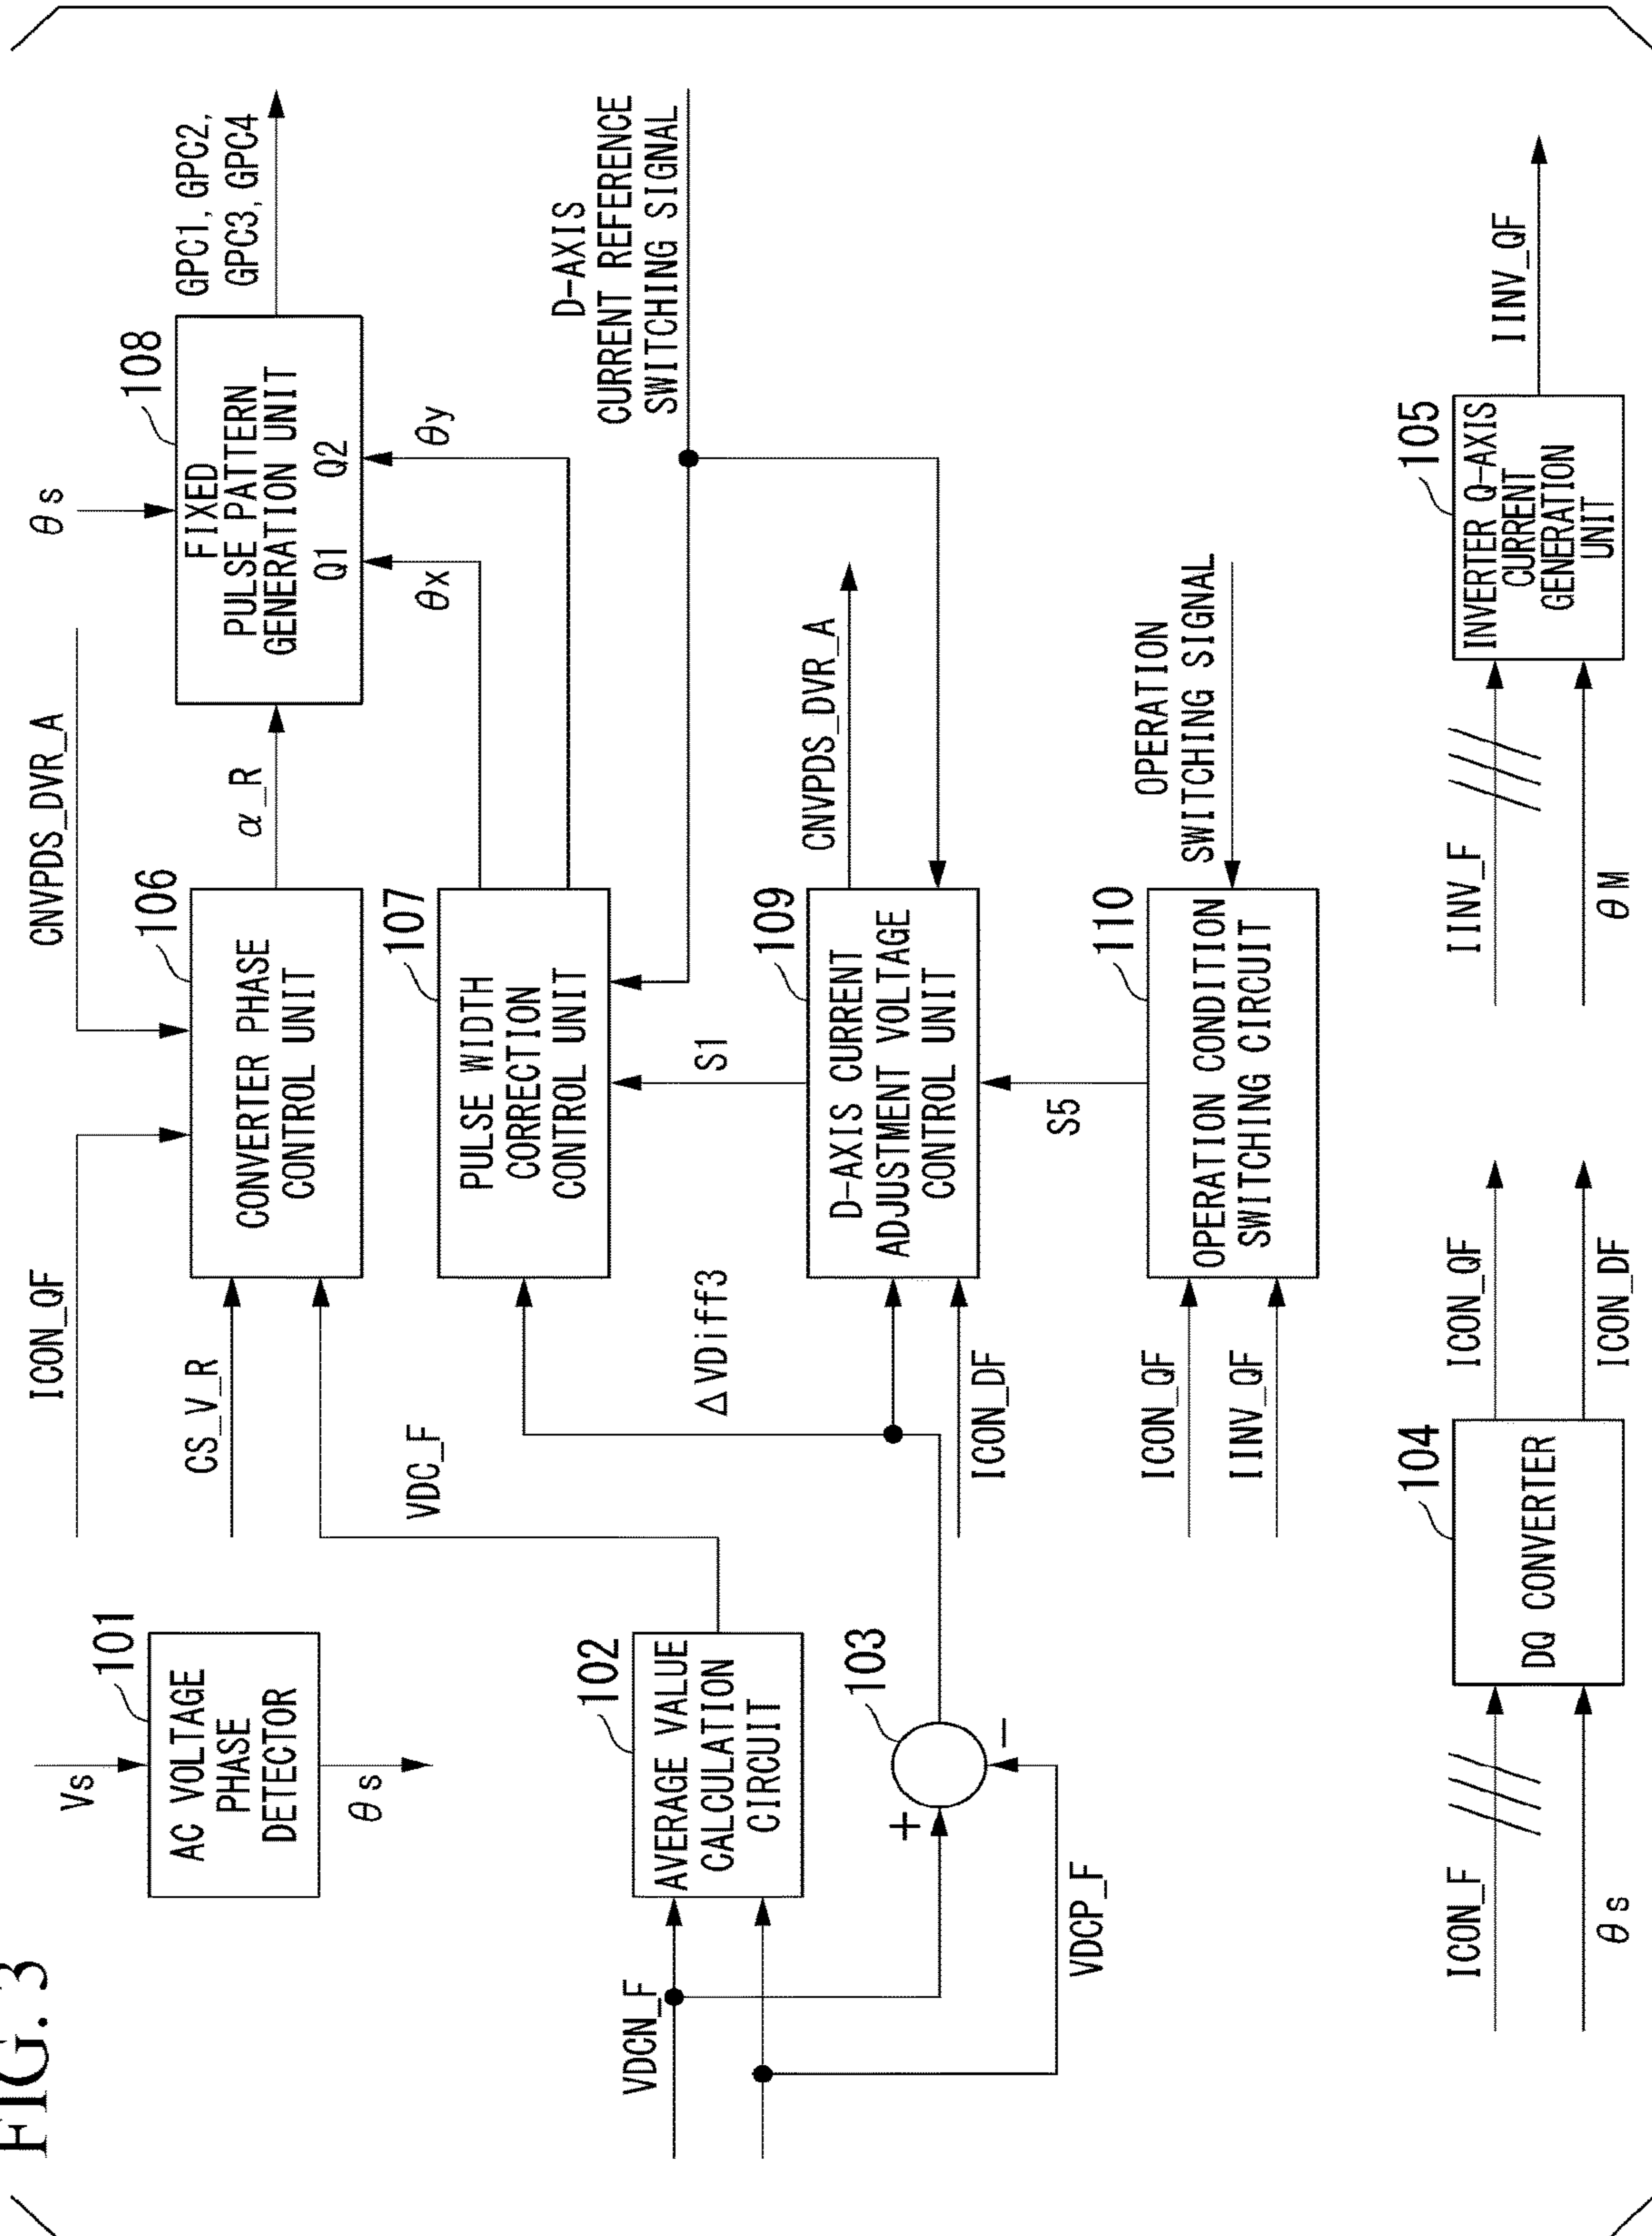 FIG. 3
Vs
101
AC VOLTAGE
PHASE
DETECTOR
θs
ICON_QF
CNVPDS_DVR_A
θs
CS_V_R
106
CONVERTER PHASE
CONTROL UNIT
α_R
108
FIXED
PULSE PATTERN
GENERATION UNIT
Q1 Q2
GPC1, GPC2,
GPC3, GPC4
VDC_F
107
PULSE WIDTH
CORRECTION
CONTROL UNIT
θx
θy
D-AXIS
CURRENT REFERENCE
SWITCHING SIGNAL
VDCN_F
102
AVERAGE VALUE
CALCULATION
CIRCUIT
ΔVDiff3
S1
103
+
−
VDCP_F
109
D-AXIS CURRENT
ADJUSTMENT VOLTAGE
CONTROL UNIT
CNVPDS_DVR_A
ICON_DF
S5
ICON_QF
IINV_QF
110
OPERATION CONDITION
SWITCHING CIRCUIT
OPERATION
SWITCHING SIGNAL
ICON_F
θs
104
DQ CONVERTER
ICON_QF
ICON_DF
IINV_F
θM
105
INVERTER Q-AXIS
CURRENT
GENERATION
UNIT
IINV_QF